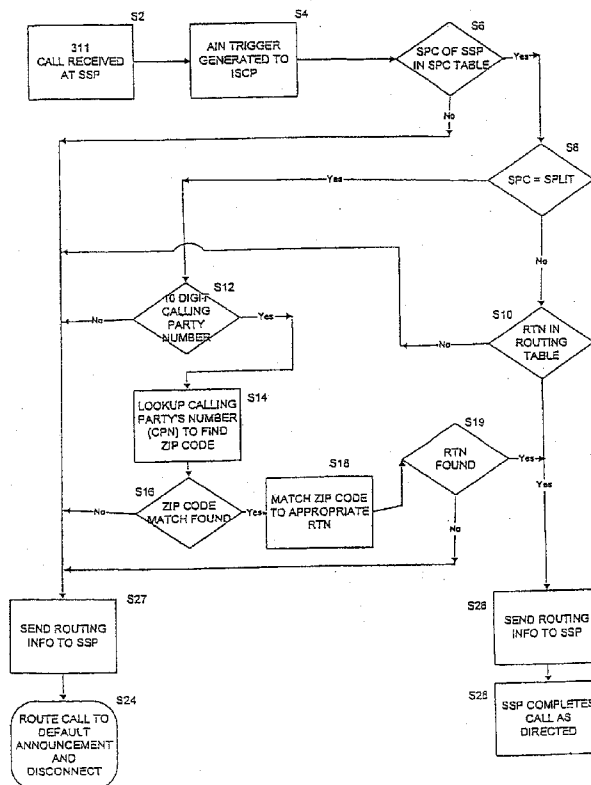 S2
S4
S6
311
CALL RECEIVED
AT SSP
AIN TRIGGER
GENERATED TO
ISCP
SPC OF SSP
IN SPC TABLE
Yes
No
S8
SPC = SPLIT
Yes
No
S12
10 DIGIT
CALLING
PARTY
NUMBER
No
Yes
S10
RTN IN
ROUTING
TABLE
No
Yes
S14
LOOKUP CALLING
PARTY'S NUMBER
(CPN) TO FIND
ZIP CODE
S16
ZIP CODE
MATCH FOUND
No
Yes
S18
MATCH ZIP CODE
TO APPROPRIATE
RTN
S19
RTN
FOUND
Yes
No
S27
SEND ROUTING
INFO TO SSP
S26
SEND ROUTING
INFO TO SSP
S24
ROUTE CALL TO
DEFAULT
ANNOUNCEMENT
AND
DISCONNECT
S28
SSP COMPLETES
CALL AS
DIRECTED